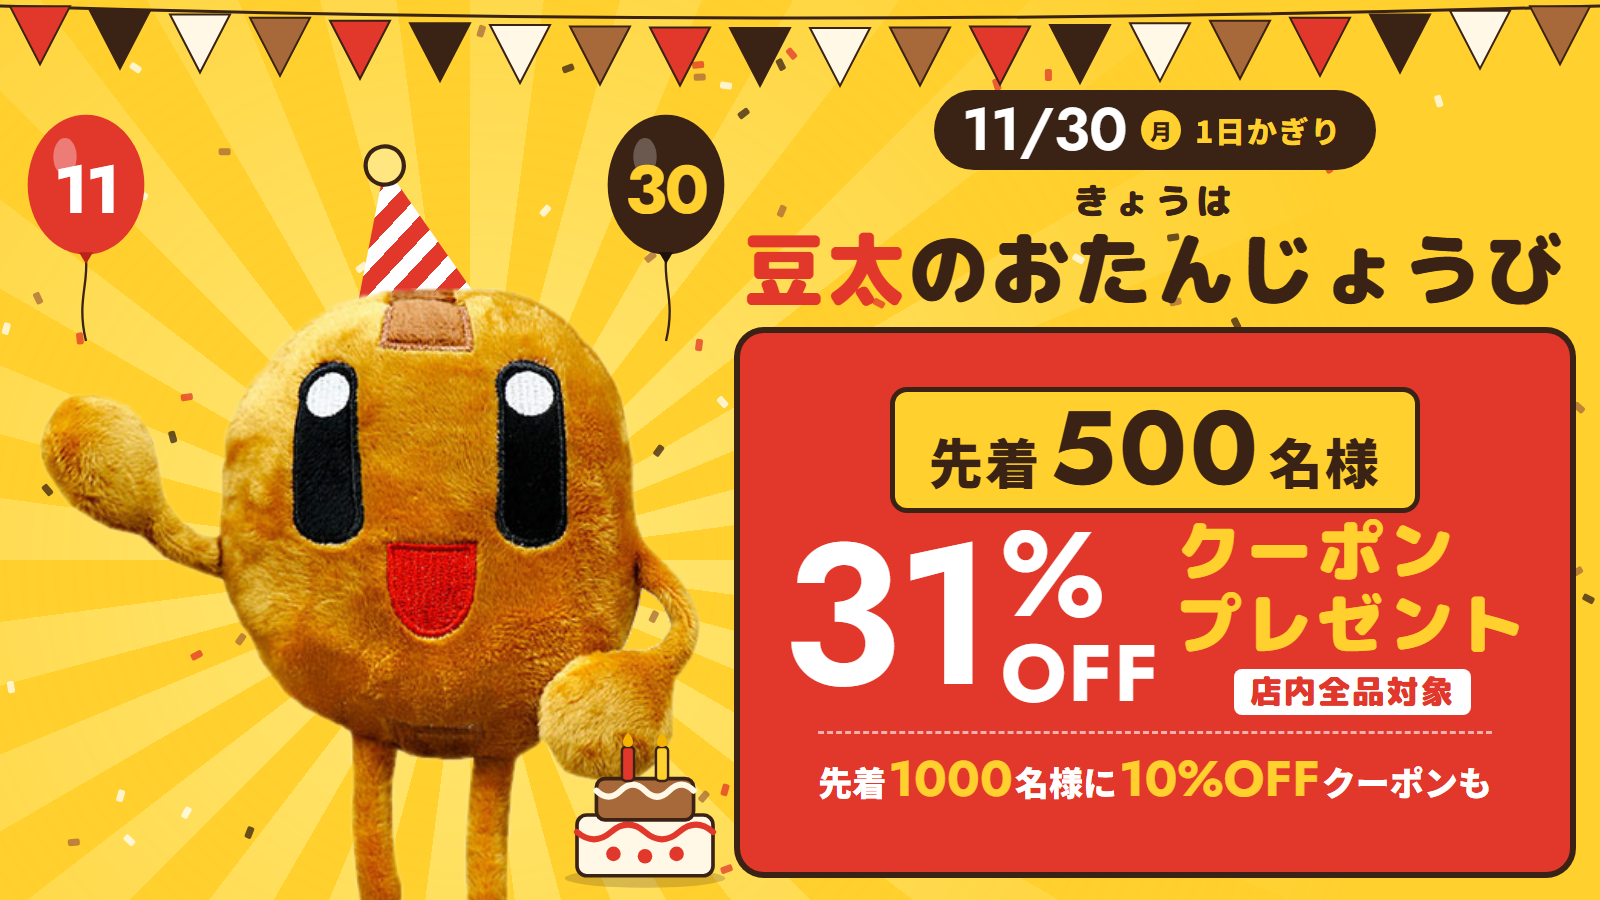 11
30
11/30 月 1日かぎり
きょうは
豆太のおたんじょうび
先着500名様
31%OFF
クーポン
プレゼント
店内全品対象
先着1000名様に10%OFFクーポンも